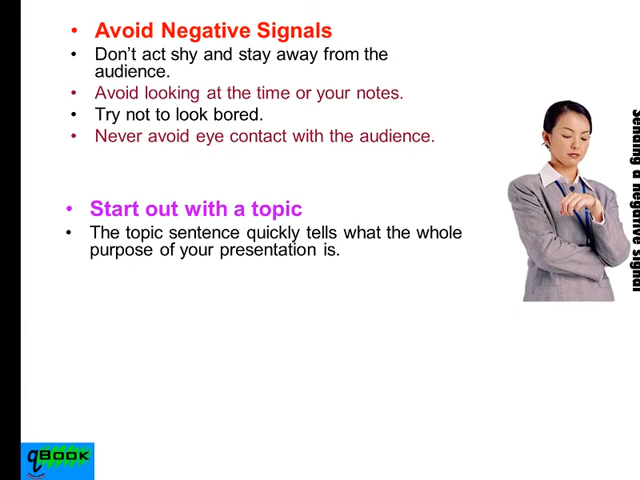 • Avoid Negative Signals
• Don't act shy and stay away from the
audience.
• Avoid looking at the time or your notes.
• Try not to look bored.
• Never avoid eye contact with the audience.
• Start out with a topic
• The topic sentence quickly tells what the whole
purpose of your presentation is.
Sending a negative signal
qBOOK